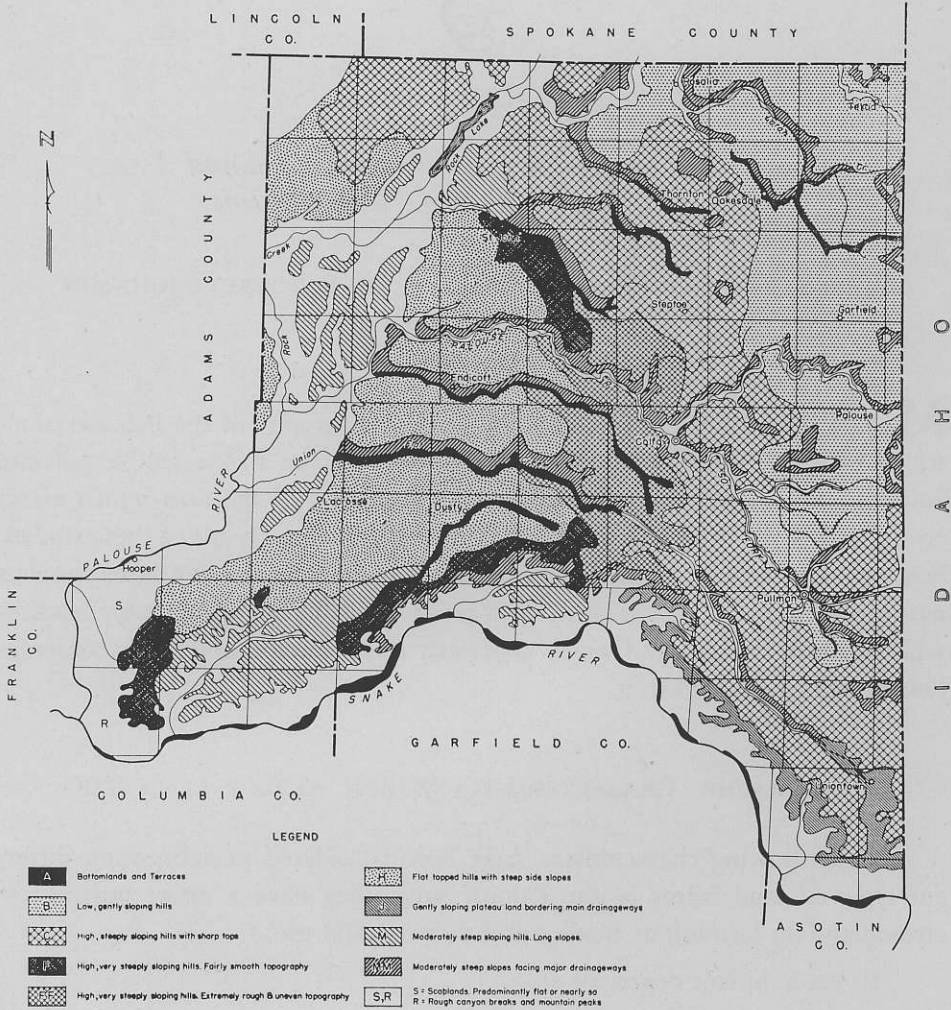 LINCOLN
CO.
SPOKANE COUNTY
N
ADAMS COUNTY
Rosalia
Tekoa
Rock Lake
Thornton
Oakesdale
St. John
Creek
Rock
Steptoe
Garfield
PALOUSE
Endicott
Colfax
Palouse
Union
Lacrosse
Dusty
PALOUSE RIVER
Hooper
IDAHO
FRANKLIN
CO.
S
R
Pullman
SNAKE RIVER
GARFIELD CO.
Uniontown
COLUMBIA CO.
ASOTIN
CO.
LEGEND
A Bottomlands and Terraces
B Low, gently sloping hills
C High, steeply sloping hills with sharp tops
High, very steeply sloping hills. Fairly smooth topography
FF High, very steeply sloping hills. Extremely rough & uneven topography
H Flat topped hills with steep side slopes
J Gently sloping plateau land bordering main drainageways
M Moderately steep sloping hills. Long slopes.
Moderately steep slopes facing major drainageways
S,R S = Scablands. Predominantly flat or nearly so
R = Rough canyon breaks and mountain peaks